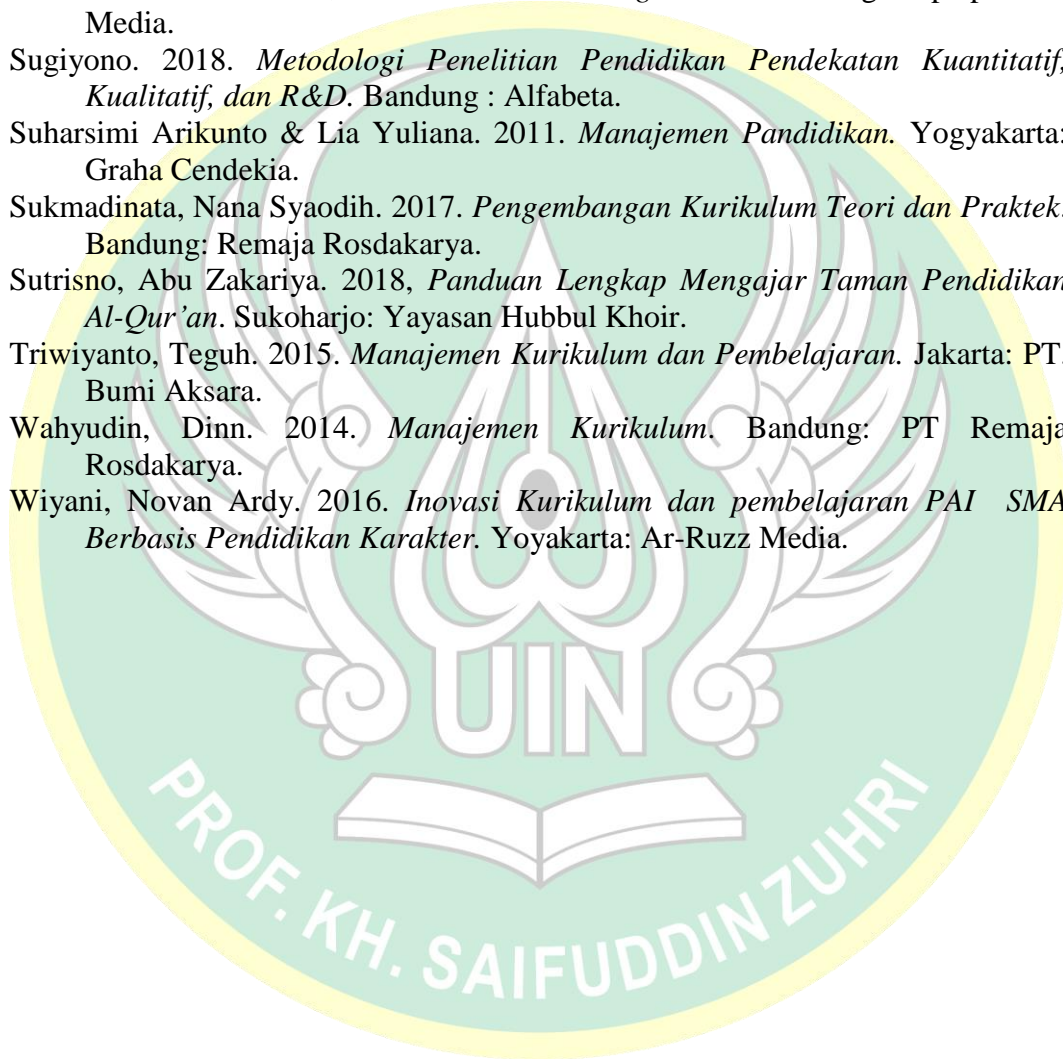 Media.
Sugiyono. 2018. Metodologi Penelitian Pendidikan Pendekatan Kuantitatif,
Kualitatif, dan R&D. Bandung : Alfabeta.
Suharsimi Arikunto & Lia Yuliana. 2011. Manajemen Pandidikan. Yogyakarta:
Graha Cendekia.
Sukmadinata, Nana Syaodih. 2017. Pengembangan Kurikulum Teori dan Praktek.
Bandung: Remaja Rosdakarya.
Sutrisno, Abu Zakariya. 2018, Panduan Lengkap Mengajar Taman Pendidikan
Al-Qur’an. Sukoharjo: Yayasan Hubbul Khoir.
Triwiyanto, Teguh. 2015. Manajemen Kurikulum dan Pembelajaran. Jakarta: PT.
Bumi Aksara.
Wahyudin, Dinn. 2014. Manajemen Kurikulum. Bandung: PT Remaja
Rosdakarya.
Wiyani, Novan Ardy. 2016. Inovasi Kurikulum dan pembelajaran PAI SMA
Berbasis Pendidikan Karakter. Yoyakarta: Ar-Ruzz Media.
UIN
PROF. KH. SAIFUDDIN ZUHRI